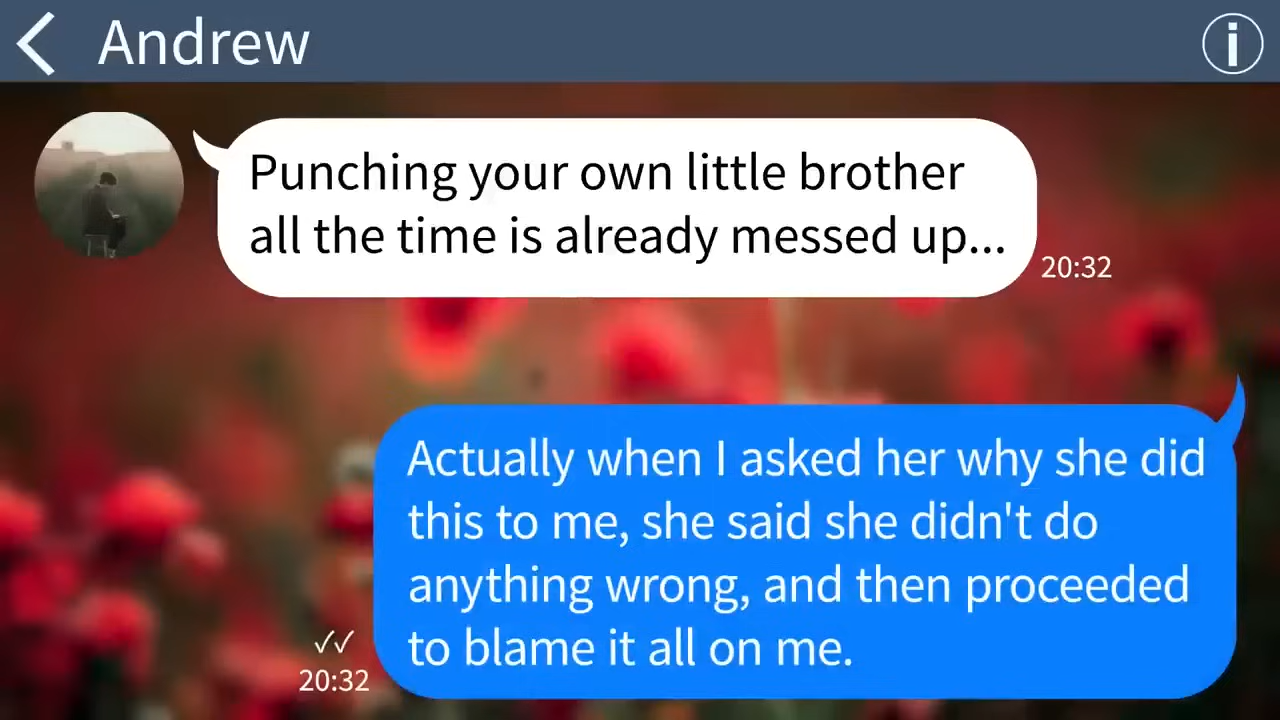 Andrew
Punching your own little brother
all the time is already messed up...
20:32
Actually when I asked her why she did
this to me, she said she didn't do
anything wrong, and then proceeded
to blame it all on me.
20:32